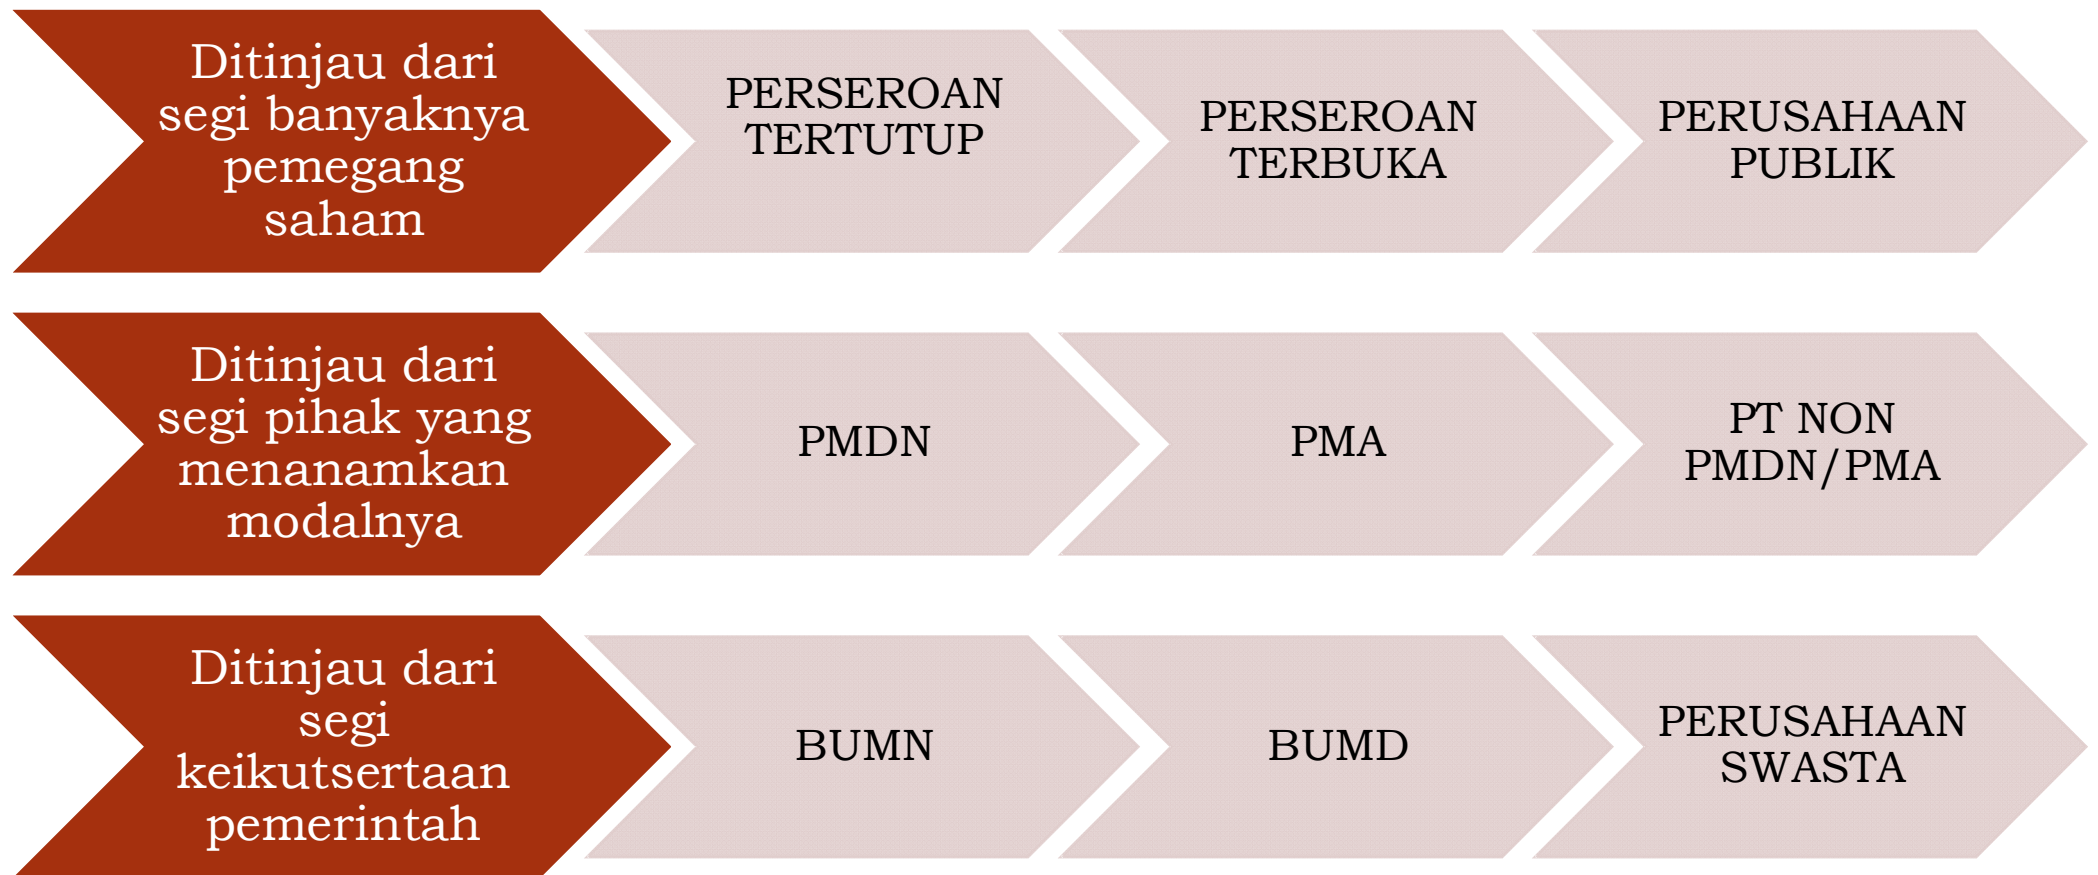 Ditinjau dari
segi banyaknya
pemegang
saham
PERSEROAN
TERTUTUP
PERSEROAN
TERBUKA
PERUSAHAAN
PUBLIK
Ditinjau dari
segi pihak yang
menanamkan
modalnya
PMDN
PMA
PT NON
PMDN/PMA
Ditinjau dari
segi
keikutsertaan
pemerintah
BUMN
BUMD
PERUSAHAAN
SWASTA